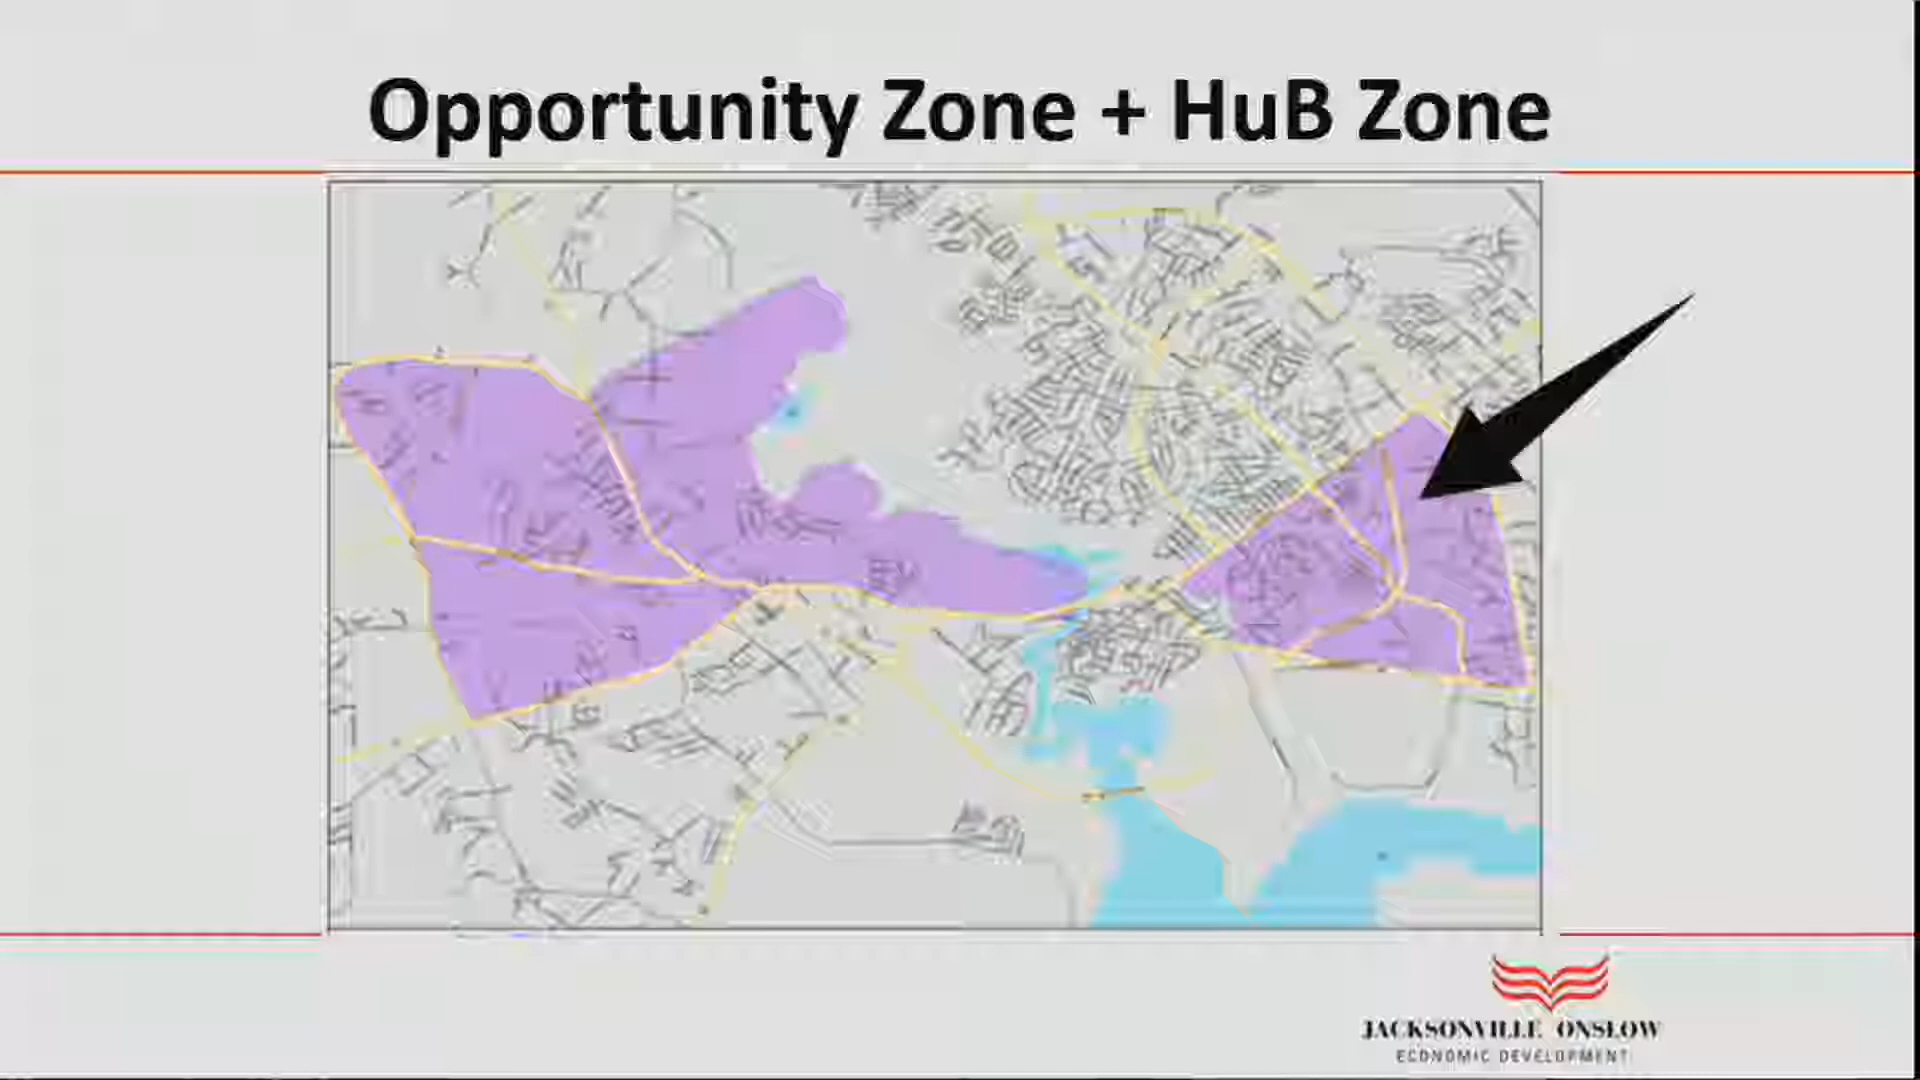 Opportunity Zone + HuB Zone
JACKSONVILLE ONSLOW
ECONOMIC DEVELOPMENT